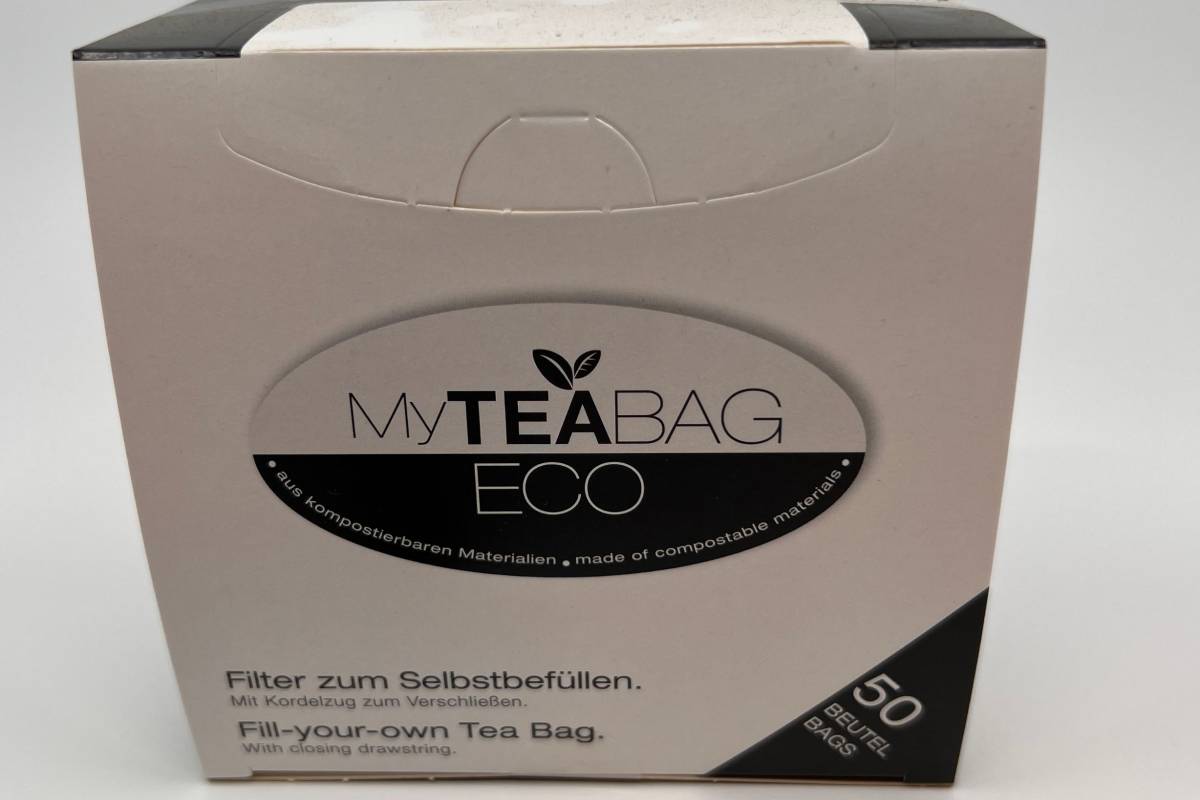 MyTEABAG
ECO
• aus kompostierbaren Materialien • made of compostable materials •
Filter zum Selbstbefüllen.
Mit Kordelzug zum Verschließen.
Fill-your-own Tea Bag.
With closing drawstring.
50
BEUTEL
BAGS